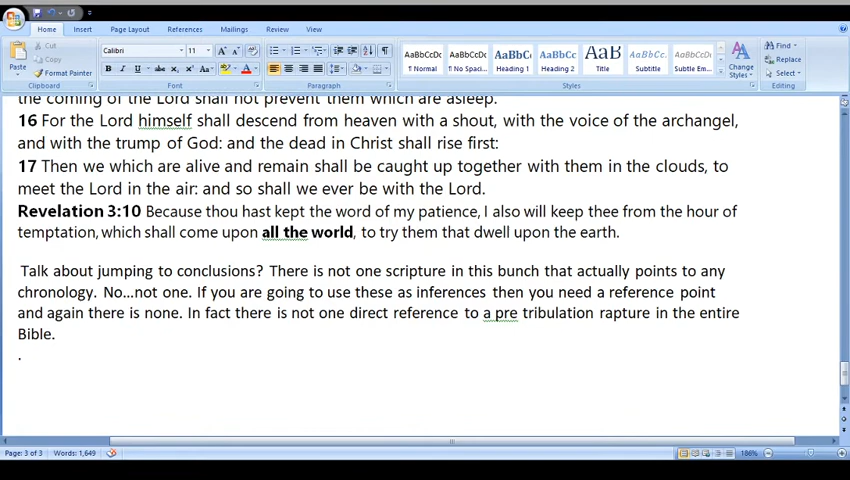 Home Insert Page Layout References Mailings Review View
Cut
Copy
Format Painter
Paste
Clipboard
Calibri 11
Font
Paragraph
AaBbCcDc AaBbCcDc AaBbCc AaBbCc AaB AaBbCcI AaBbCcDc
¶ Normal ¶ No Spaci... Heading 1 Heading 2 Title Subtitle Subtle Em...
Change
Styles
Styles
Find
Replace
Select
Editing
the coming of the Lord shall not prevent them which are asleep.
16 For the Lord himself shall descend from heaven with a shout, with the voice of the archangel,
and with the trump of God: and the dead in Christ shall rise first:
17 Then we which are alive and remain shall be caught up together with them in the clouds, to
meet the Lord in the air: and so shall we ever be with the Lord.
Revelation 3:10 Because thou hast kept the word of my patience, I also will keep thee from the hour of
temptation, which shall come upon all the world, to try them that dwell upon the earth.
Talk about jumping to conclusions? There is not one scripture in this bunch that actually points to any
chronology. No...not one. If you are going to use these as inferences then you need a reference point
and again there is none. In fact there is not one direct reference to a pre tribulation rapture in the entire
Bible.
.
Page: 3 of 3 Words: 1,649 186%